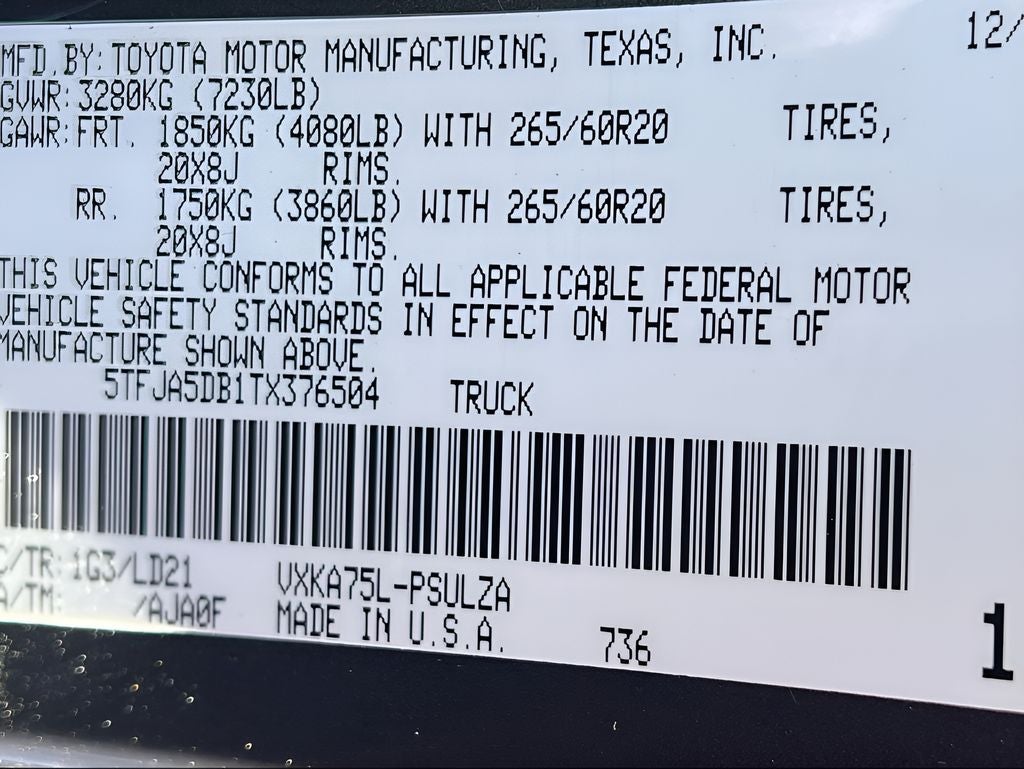 MFD. BY: TOYOTA MOTOR MANUFACTURING, TEXAS, INC. 12/
GVWR: 3280KG (7230LB)
GAWR: FRT. 1850KG (4080LB) WITH 265/60R20 TIRES,
20X8J RIMS.
RR. 1750KG (3860LB) WITH 265/60R20 TIRES,
20X8J RIMS.
THIS VEHICLE CONFORMS TO ALL APPLICABLE FEDERAL MOTOR
VEHICLE SAFETY STANDARDS IN EFFECT ON THE DATE OF
MANUFACTURE SHOWN ABOVE.
5TFJA5DB1TX376504 TRUCK
C/TR: 1G3/LD21 VXKA75L-PSULZA
A/TM: /AJA0F MADE IN U.S.A. 736
1